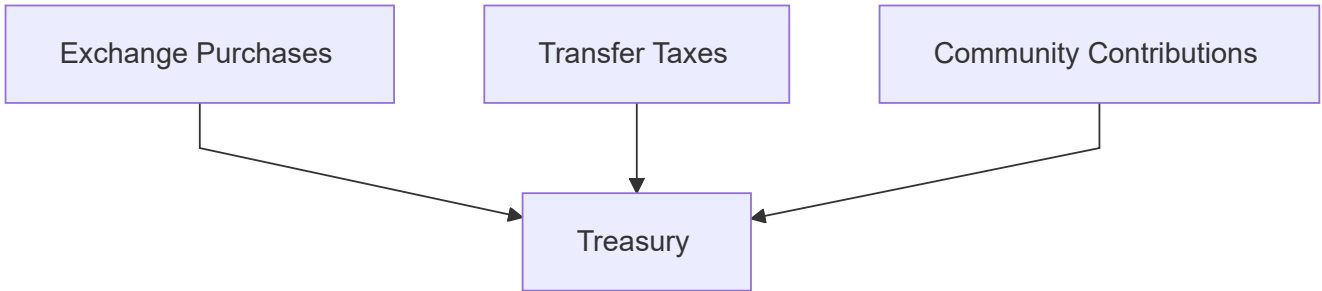 Exchange Purchases
Transfer Taxes
Community Contributions
Treasury